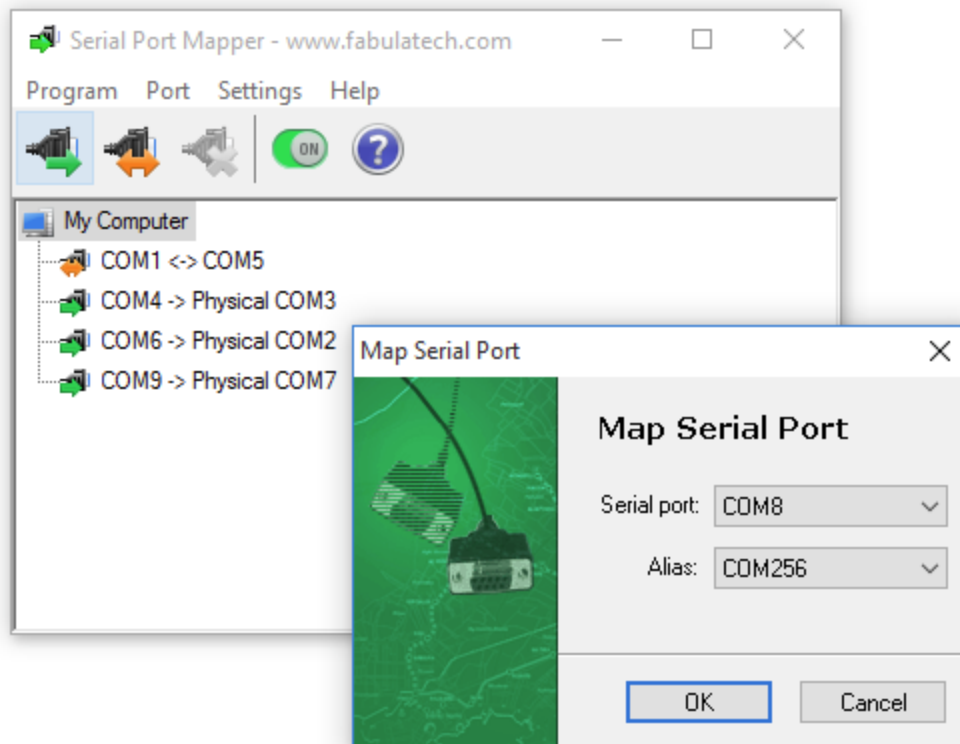 Serial Port Mapper - www.fabulatech.com
Program Port Settings Help
ON ?
My Computer
COM1 <-> COM5
COM4 -> Physical COM3
COM6 -> Physical COM2
COM9 -> Physical COM7
Map Serial Port
Map Serial Port
Serial port: COM8
Alias: COM256
OK Cancel